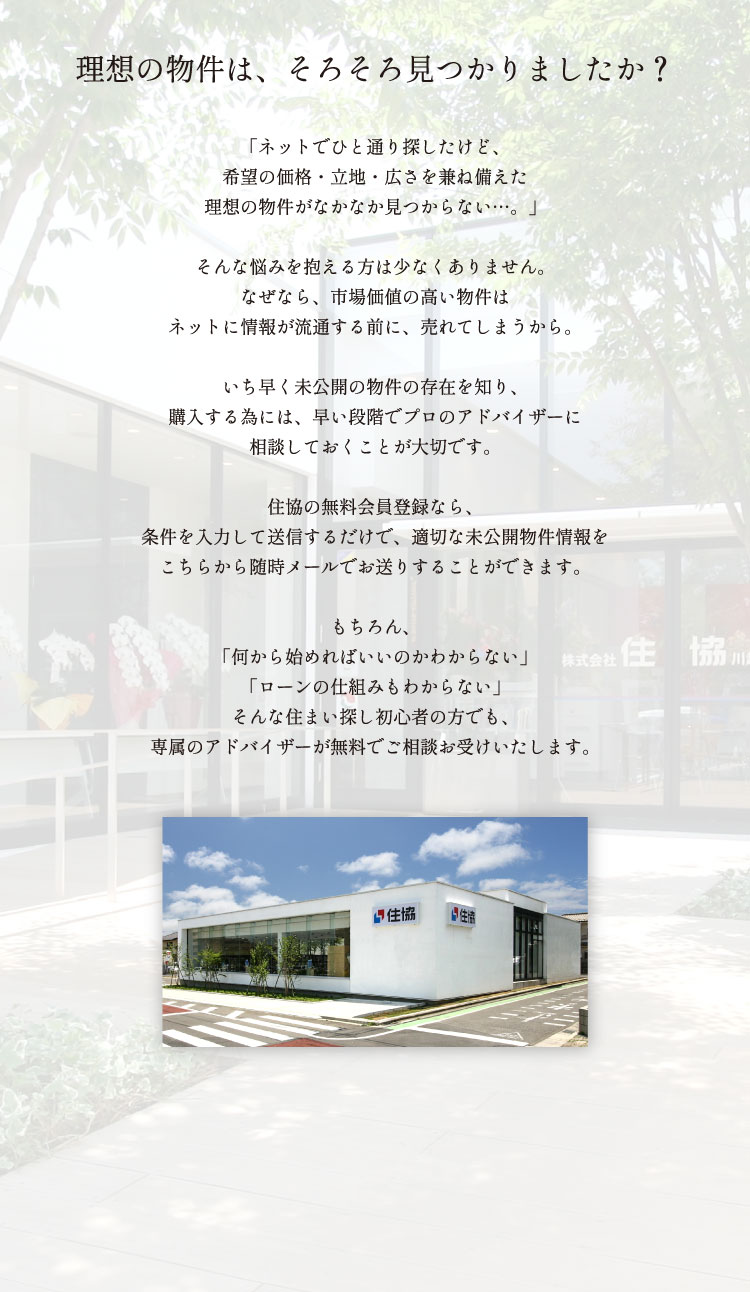 理想の物件は、そろそろ見つかりましたか？
「ネットでひと通り探したけど、
希望の価格・立地・広さを兼ね備えた
理想の物件がなかなか見つからない…。」
そんな悩みを抱える方は少なくありません。
なぜなら、市場価値の高い物件は
ネットに情報が流通する前に、売れてしまうから。
いち早く未公開の物件の存在を知り、
購入する為には、早い段階でプロのアドバイザーに
相談しておくことが大切です。
住協の無料会員登録なら、
条件を入力して送信するだけで、適切な未公開物件情報を
こちらから随時メールでお送りすることができます。
もちろん、
「何から始めればいいのかわからない」
「ローンの仕組みもわからない」
そんな住まい探し初心者の方でも、
専属のアドバイザーが無料でご相談お受けいたします。
株式会社 住協 川
住協
住協